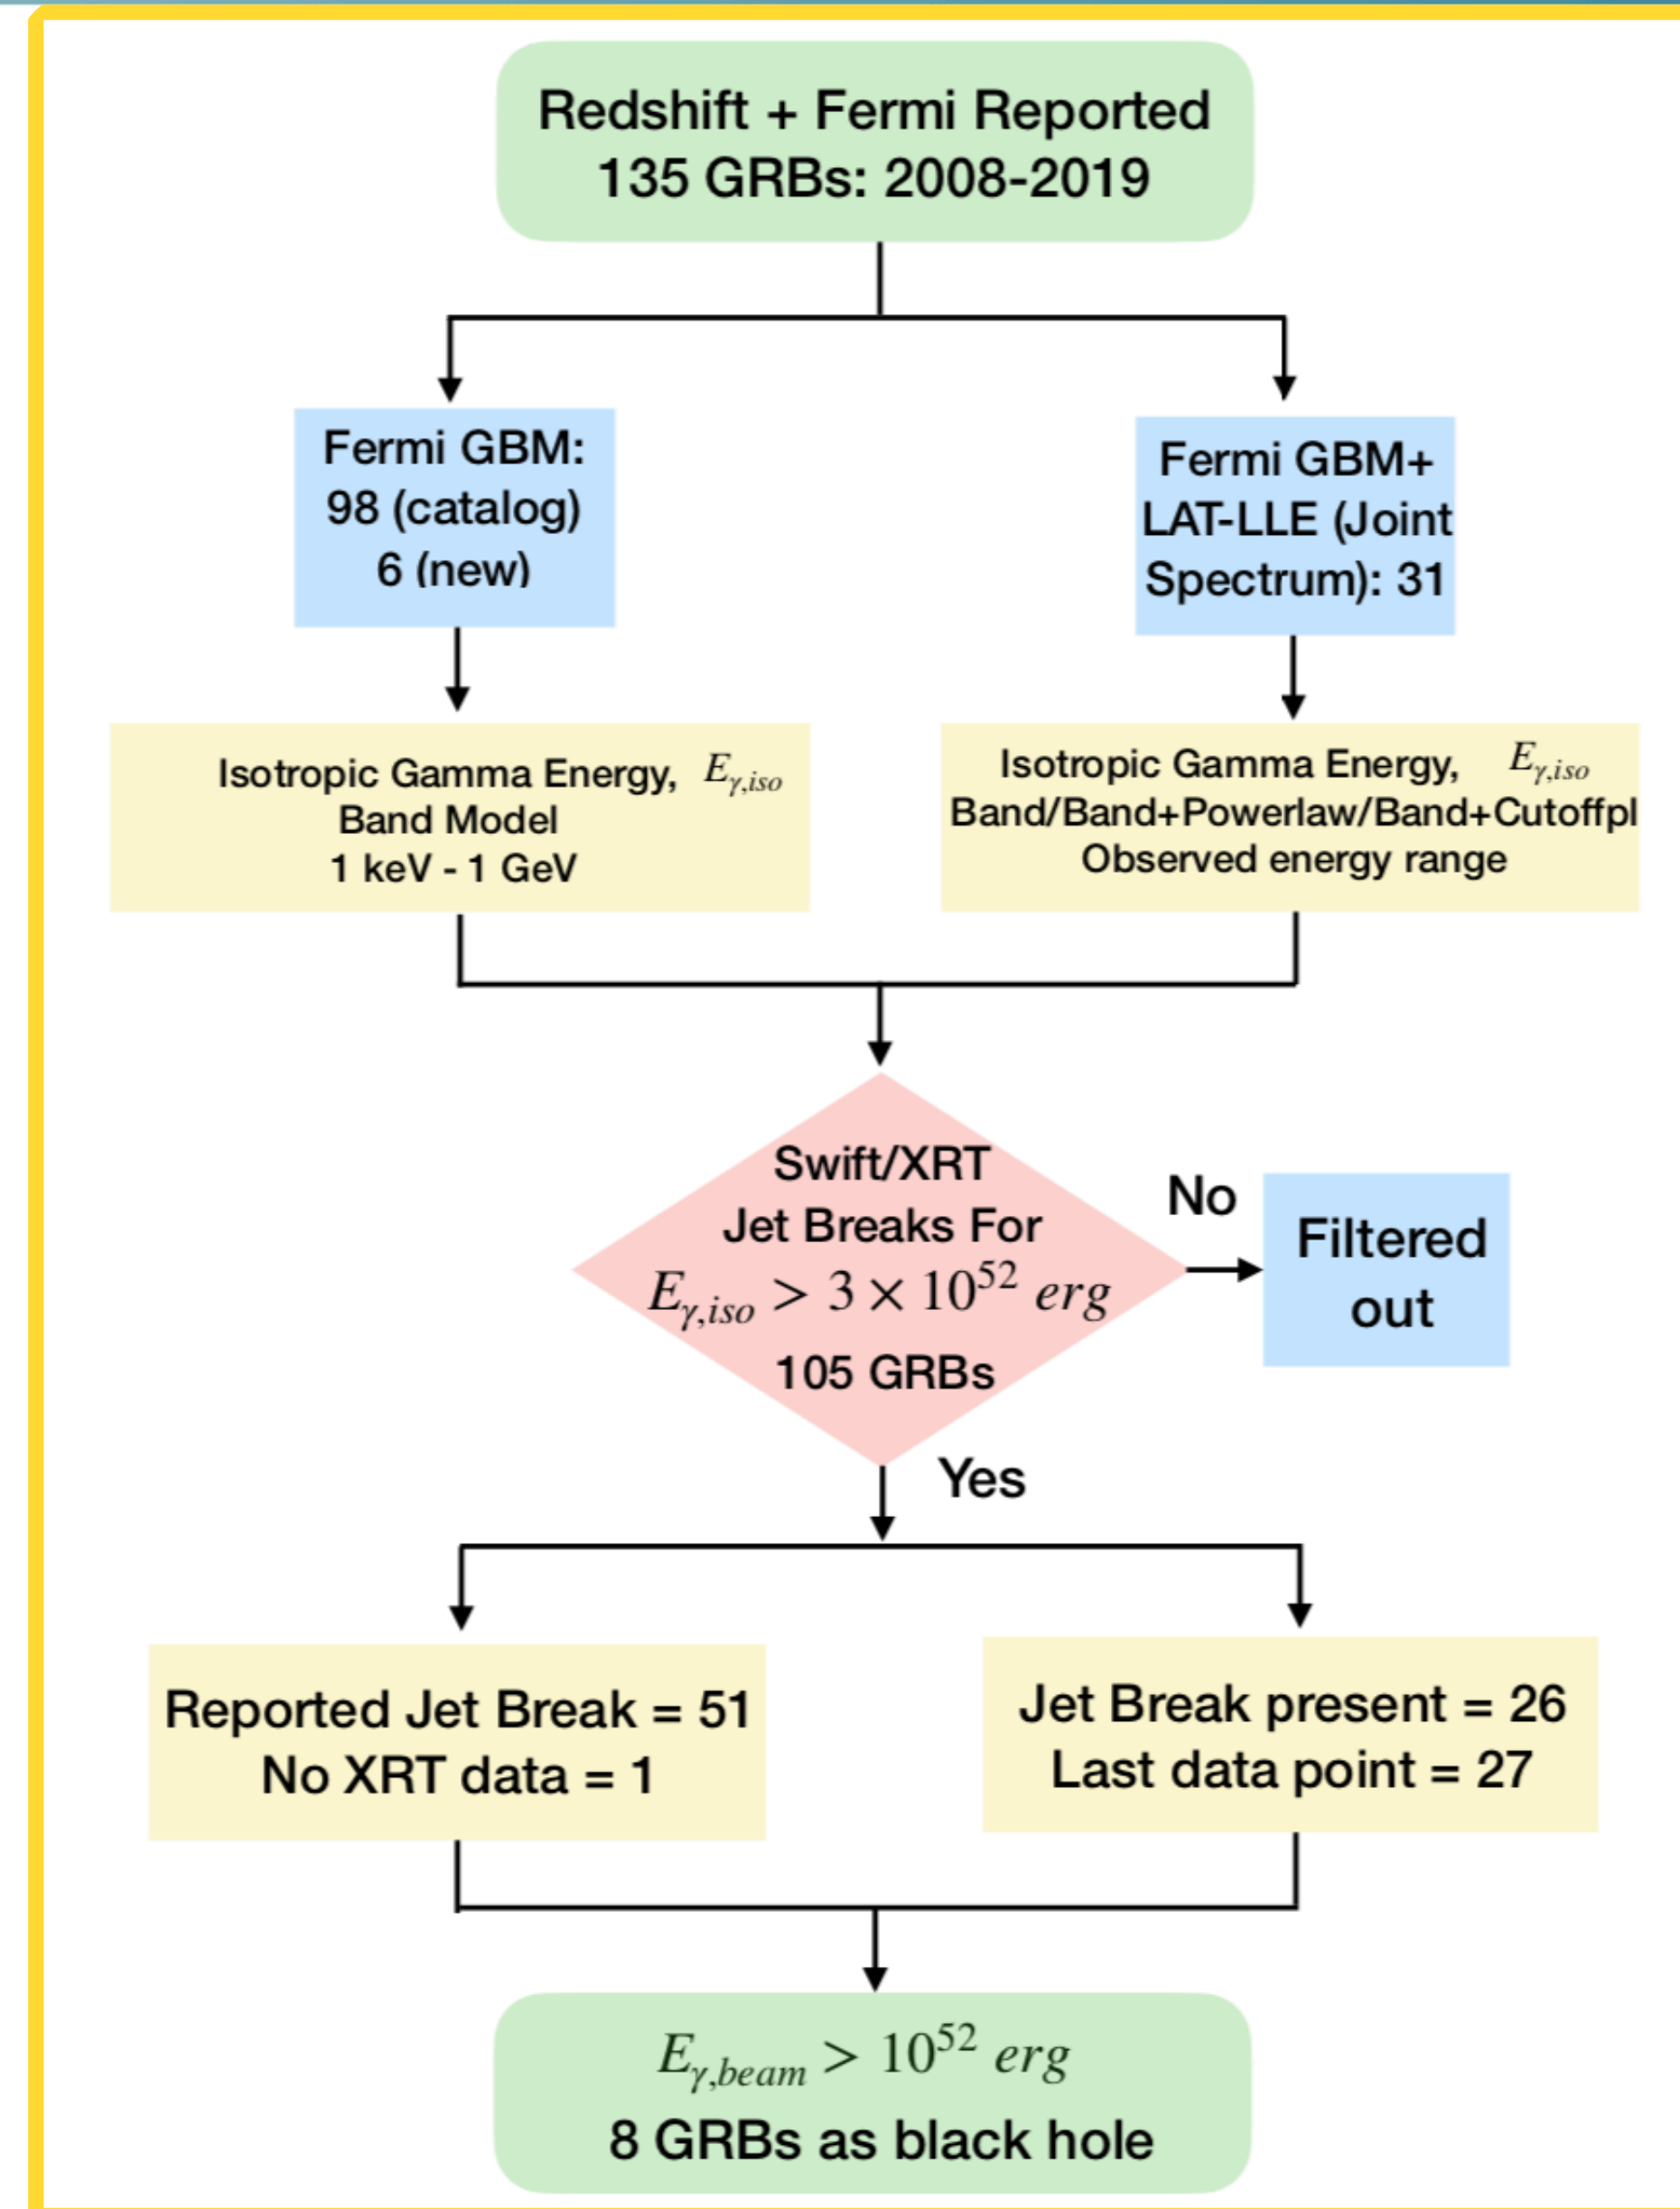 Redshift + Fermi Reported
135 GRBs: 2008-2019
Fermi GBM:
98 (catalog)
6 (new)
Fermi GBM+
LAT-LLE (Joint
Spectrum): 31
Isotropic Gamma Energy, E_{γ,iso}
Band Model
1 keV - 1 GeV
Isotropic Gamma Energy, E_{γ,iso}
Band/Band+Powerlaw/Band+Cutoffpl
Observed energy range
Swift/XRT
Jet Breaks For
E_{γ,iso} > 3 × 10^{52} erg
105 GRBs
No
Filtered
out
Yes
Reported Jet Break = 51
No XRT data = 1
Jet Break present = 26
Last data point = 27
E_{γ,beam} > 10^{52} erg
8 GRBs as black hole